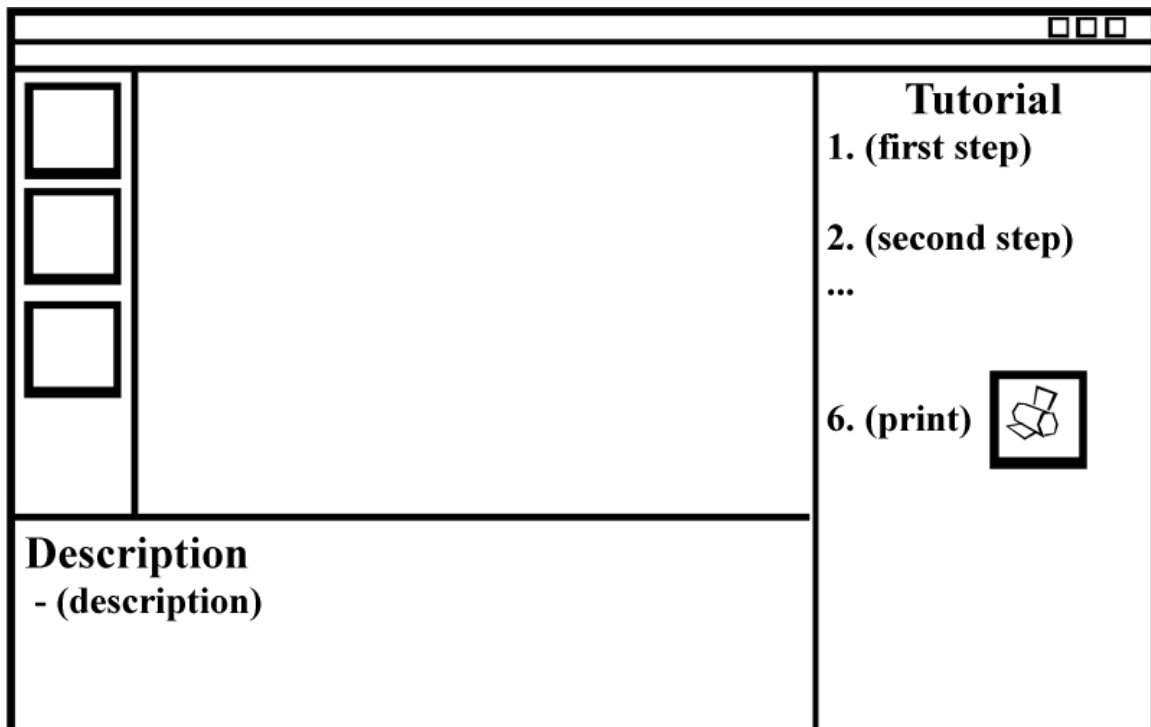 Tutorial
1. (first step)
2. (second step)
...
6. (print)
Description
- (description)